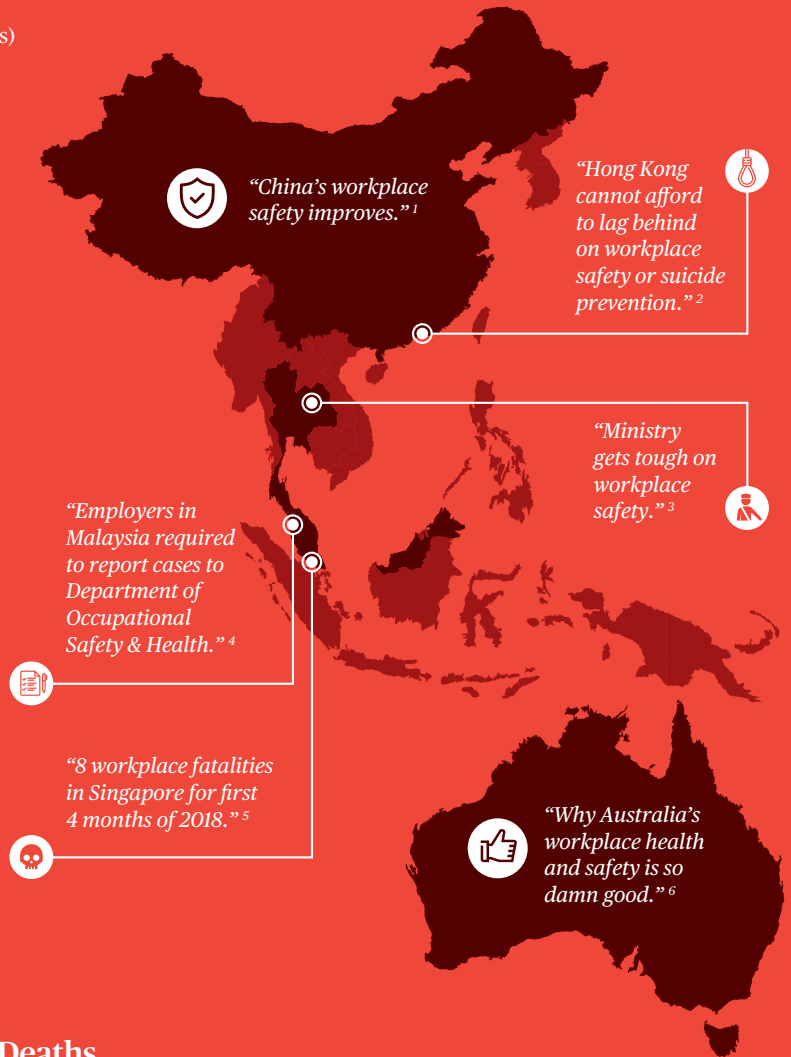 s)
“China’s workplace
safety improves.” 1
“Hong Kong
cannot afford
to lag behind
on workplace
safety or suicide
prevention.” 2
“Ministry
gets tough on
workplace
safety.” 3
“Employers in
Malaysia required
to report cases to
Department of
Occupational
Safety & Health.” 4
“8 workplace fatalities
in Singapore for first
4 months of 2018.” 5
“Why Australia’s
workplace health
and safety is so
damn good.” 6
Deaths